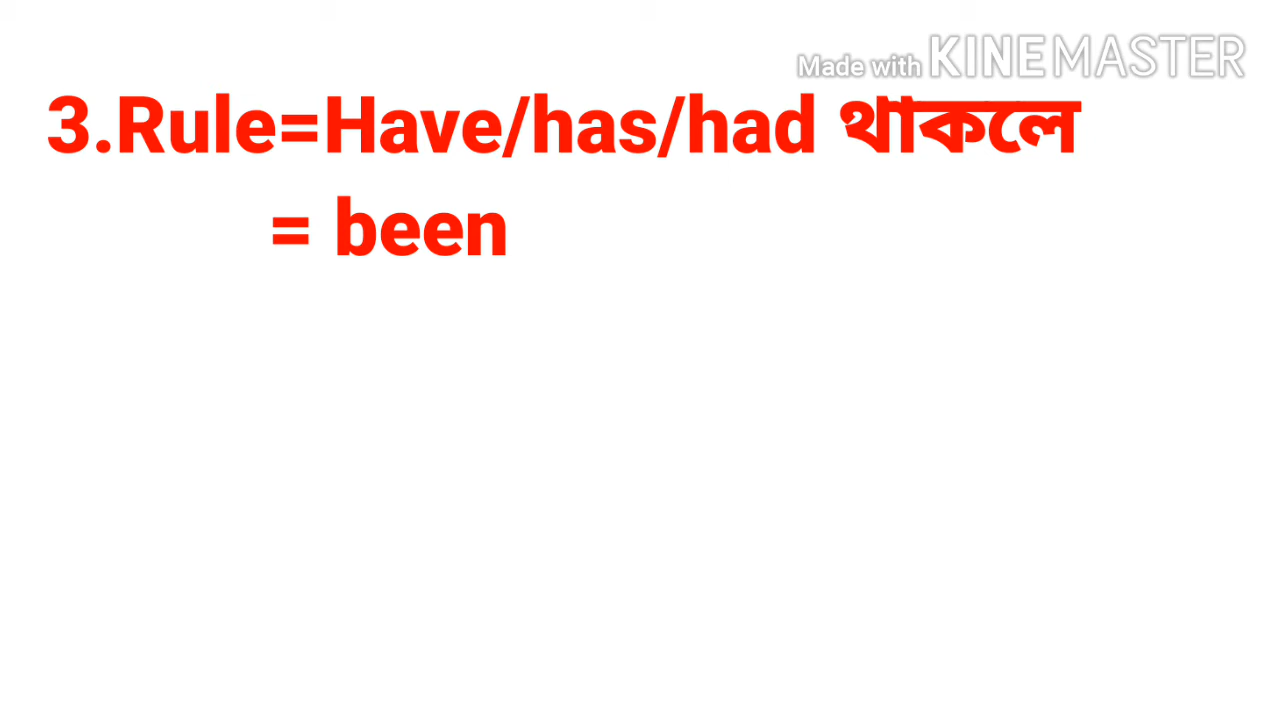 Made with KINEMASTER
3.Rule=Have/has/had থাকলে
= been